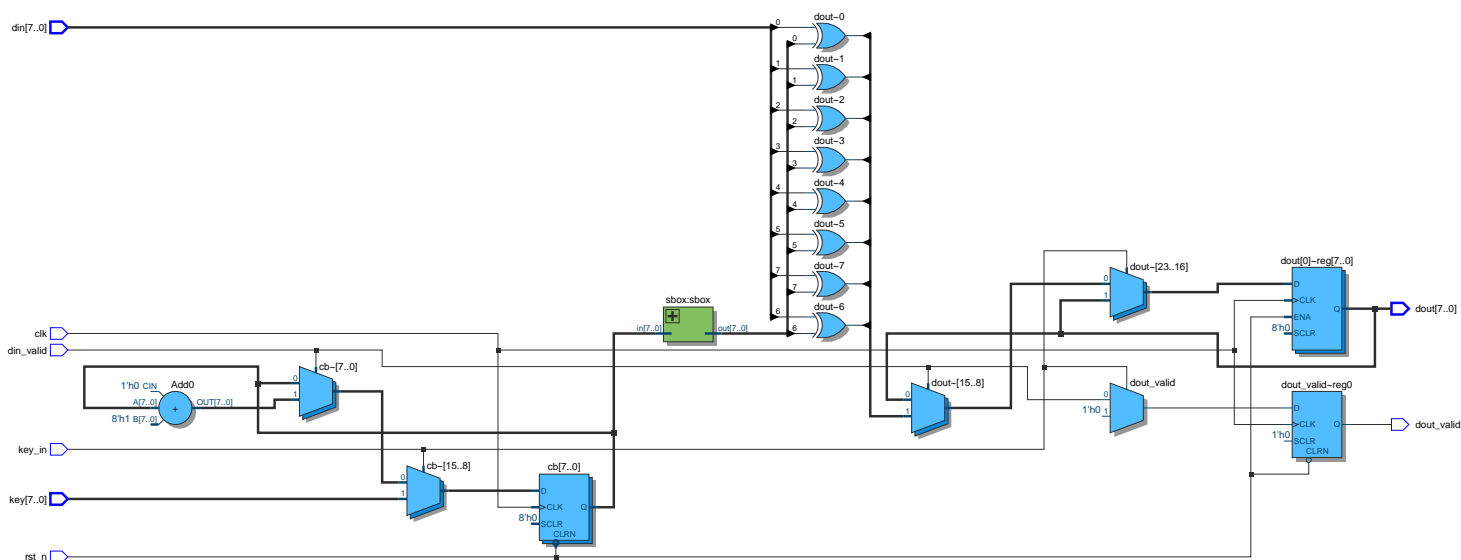 dout~0
din[7..0]
0
0
dout~1
1
1
dout~2
2
2
dout~3
3
3
dout~4
4
4
dout~5
5
5
dout~7
7
7
dout~6
6
6
sbox:sbox
in[7..0]
out[7..0]
dout~[23..16]
0
1
dout[0]~reg[7..0]
D
CLK
ENA
SCLR
Q
8'h0
dout[7..0]
clk
din_valid
cb~[7..0]
0
1
Add0
1'h0 CIN
A[7..0]
8'h1 B[7..0]
OUT[7..0]
+
dout~[15..8]
0
1
dout_valid
0
1'h0 1
dout_valid~reg0
D
CLK
1'h0
SCLR
CLRN
Q
dout_valid
key_in
cb~[15..8]
0
1
key[7..0]
cb[7..0]
D
CLK
8'h0
SCLR
CLRN
Q
rst_n